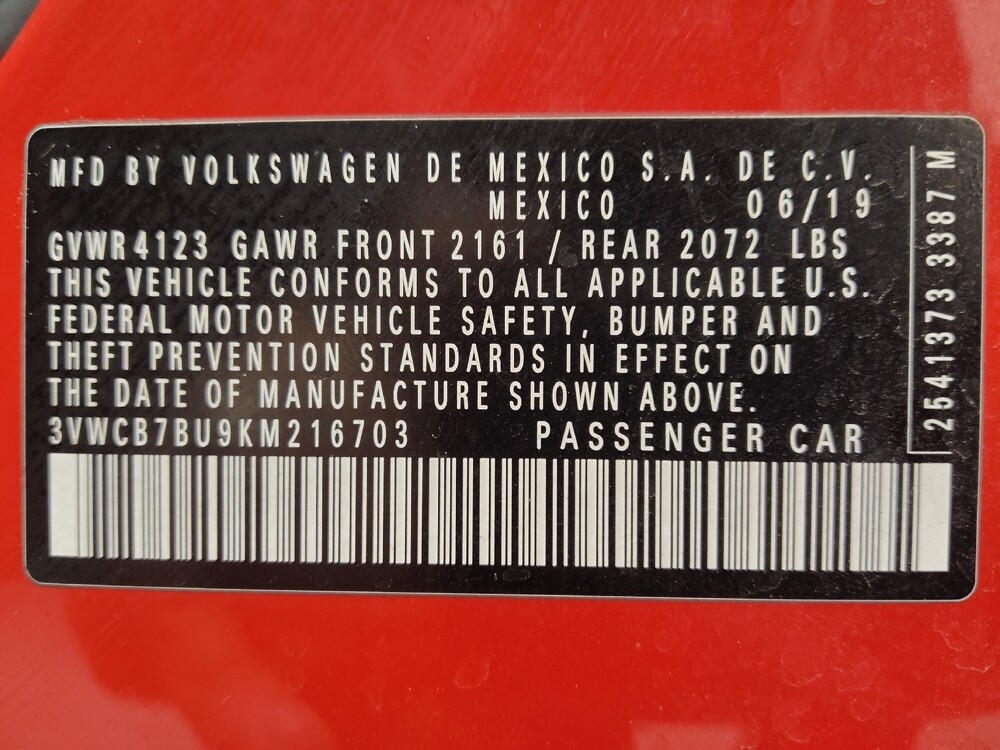 MFD BY VOLKSWAGEN DE MEXICO S.A. DE C.V.
MEXICO 06/19
GVWR 4123 GAWR FRONT 2161 / REAR 2072 LBS
THIS VEHICLE CONFORMS TO ALL APPLICABLE U.S.
FEDERAL MOTOR VEHICLE SAFETY, BUMPER AND
THEFT PREVENTION STANDARDS IN EFFECT ON
THE DATE OF MANUFACTURE SHOWN ABOVE.
3VWCB7BU9KM216703 PASSENGER CAR
2541373 3387 M